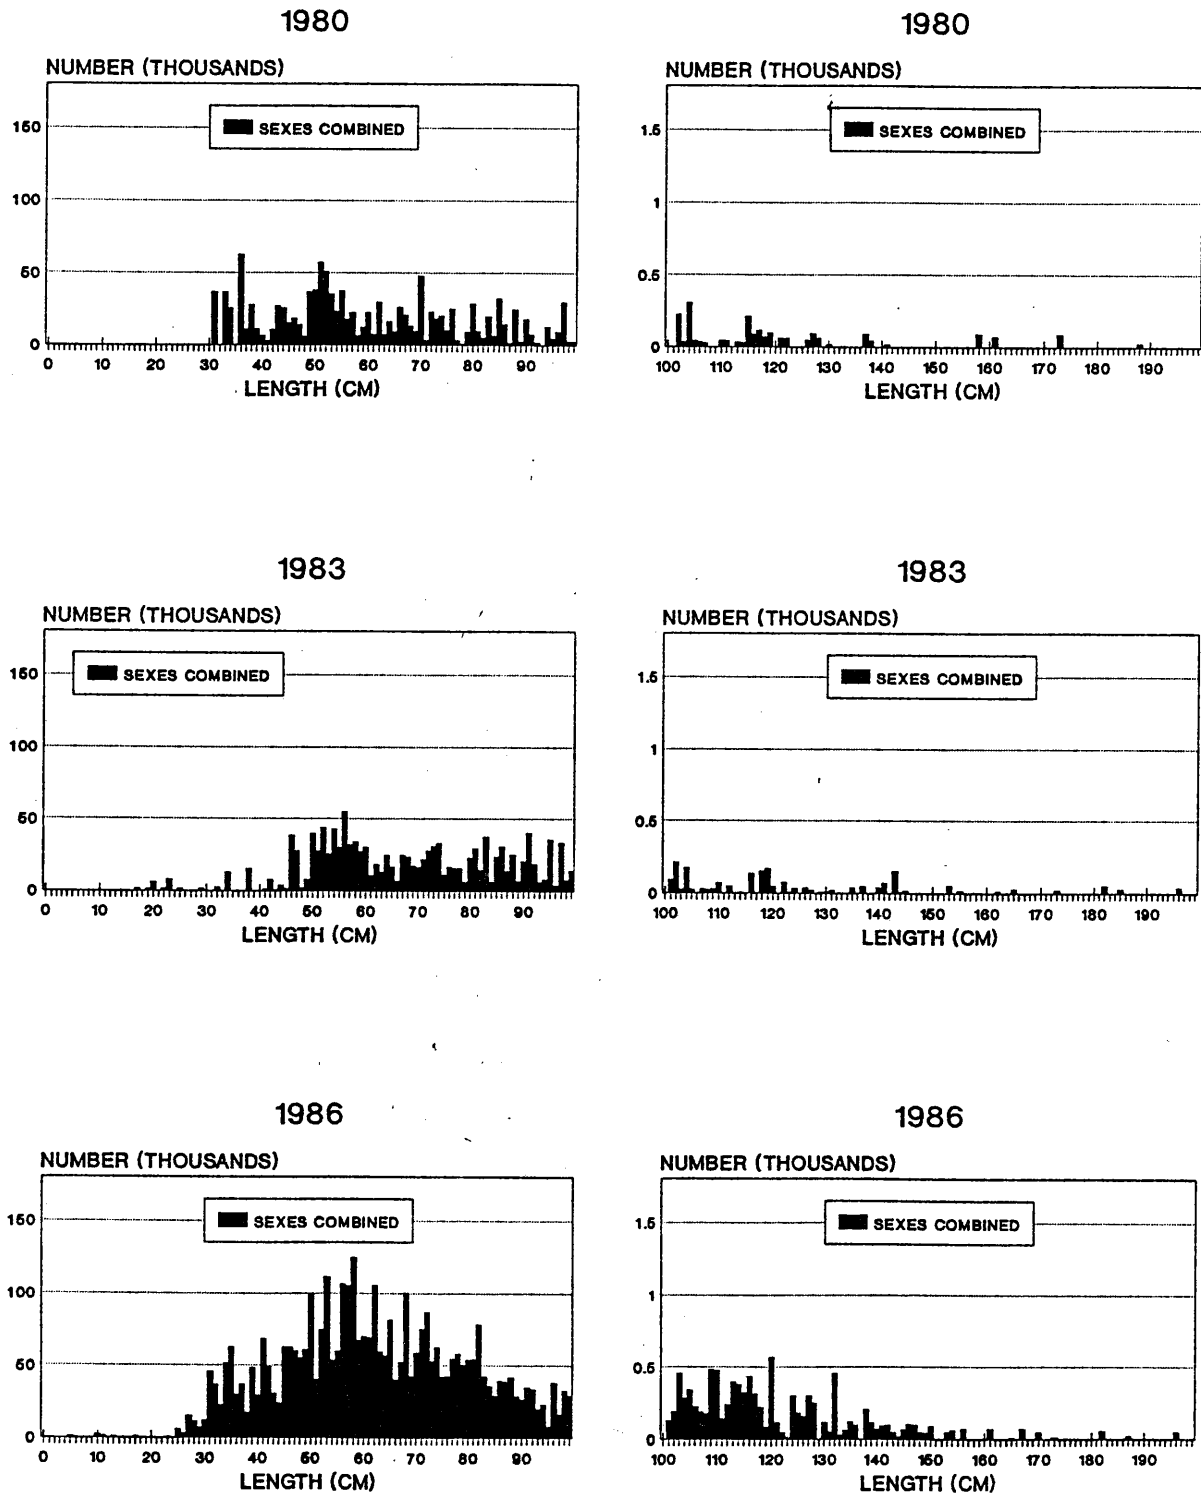 1980
NUMBER (THOUSANDS)
SEXES COMBINED
150
100
50
0
0 10 20 30 40 50 60 70 80 90
LENGTH (CM)
1980
NUMBER (THOUSANDS)
SEXES COMBINED
1.5
1
0.5
0
100 110 120 130 140 150 160 170 180 190
LENGTH (CM)
1983
NUMBER (THOUSANDS)
SEXES COMBINED
150
100
50
0
0 10 20 30 40 50 60 70 80 90
LENGTH (CM)
1983
NUMBER (THOUSANDS)
SEXES COMBINED
1.5
1
0.5
0
100 110 120 130 140 150 160 170 180 190
LENGTH (CM)
1986
NUMBER (THOUSANDS)
SEXES COMBINED
150
100
50
0
0 10 20 30 40 50 60 70 80 90
LENGTH (CM)
1986
NUMBER (THOUSANDS)
SEXES COMBINED
1.5
1
0.5
0
100 110 120 130 140 150 160 170 180 190
LENGTH (CM)